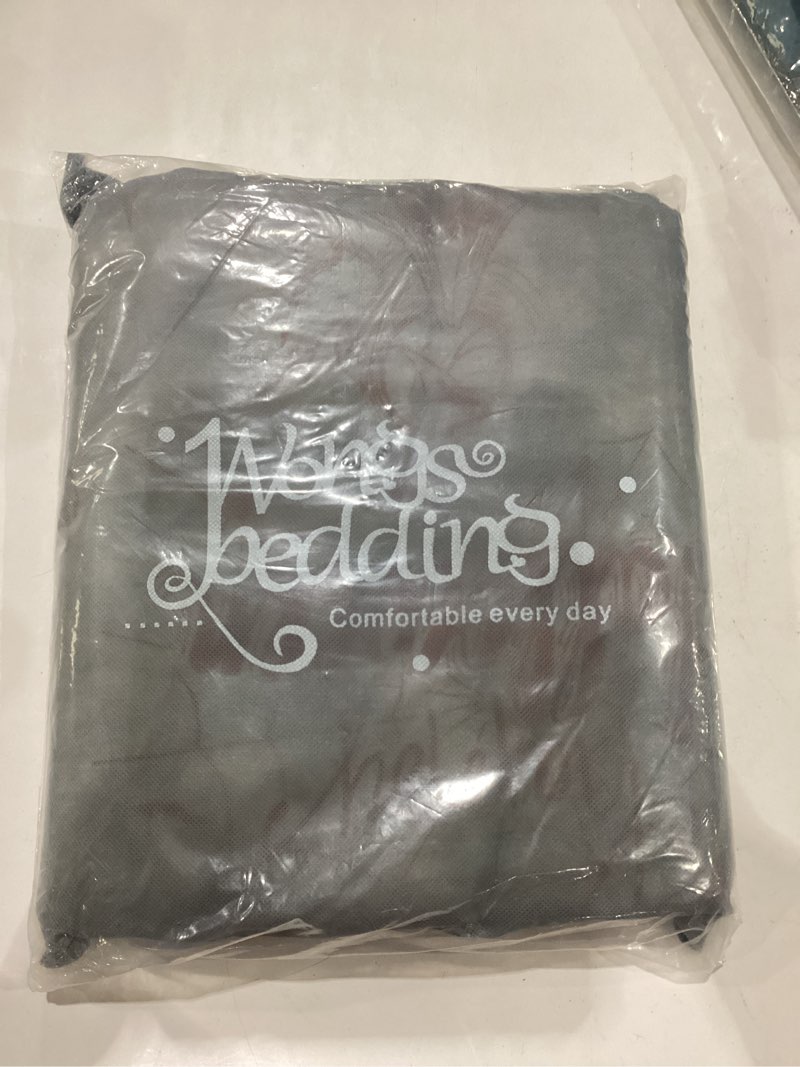 Wongs
bedding
Comfortable every day